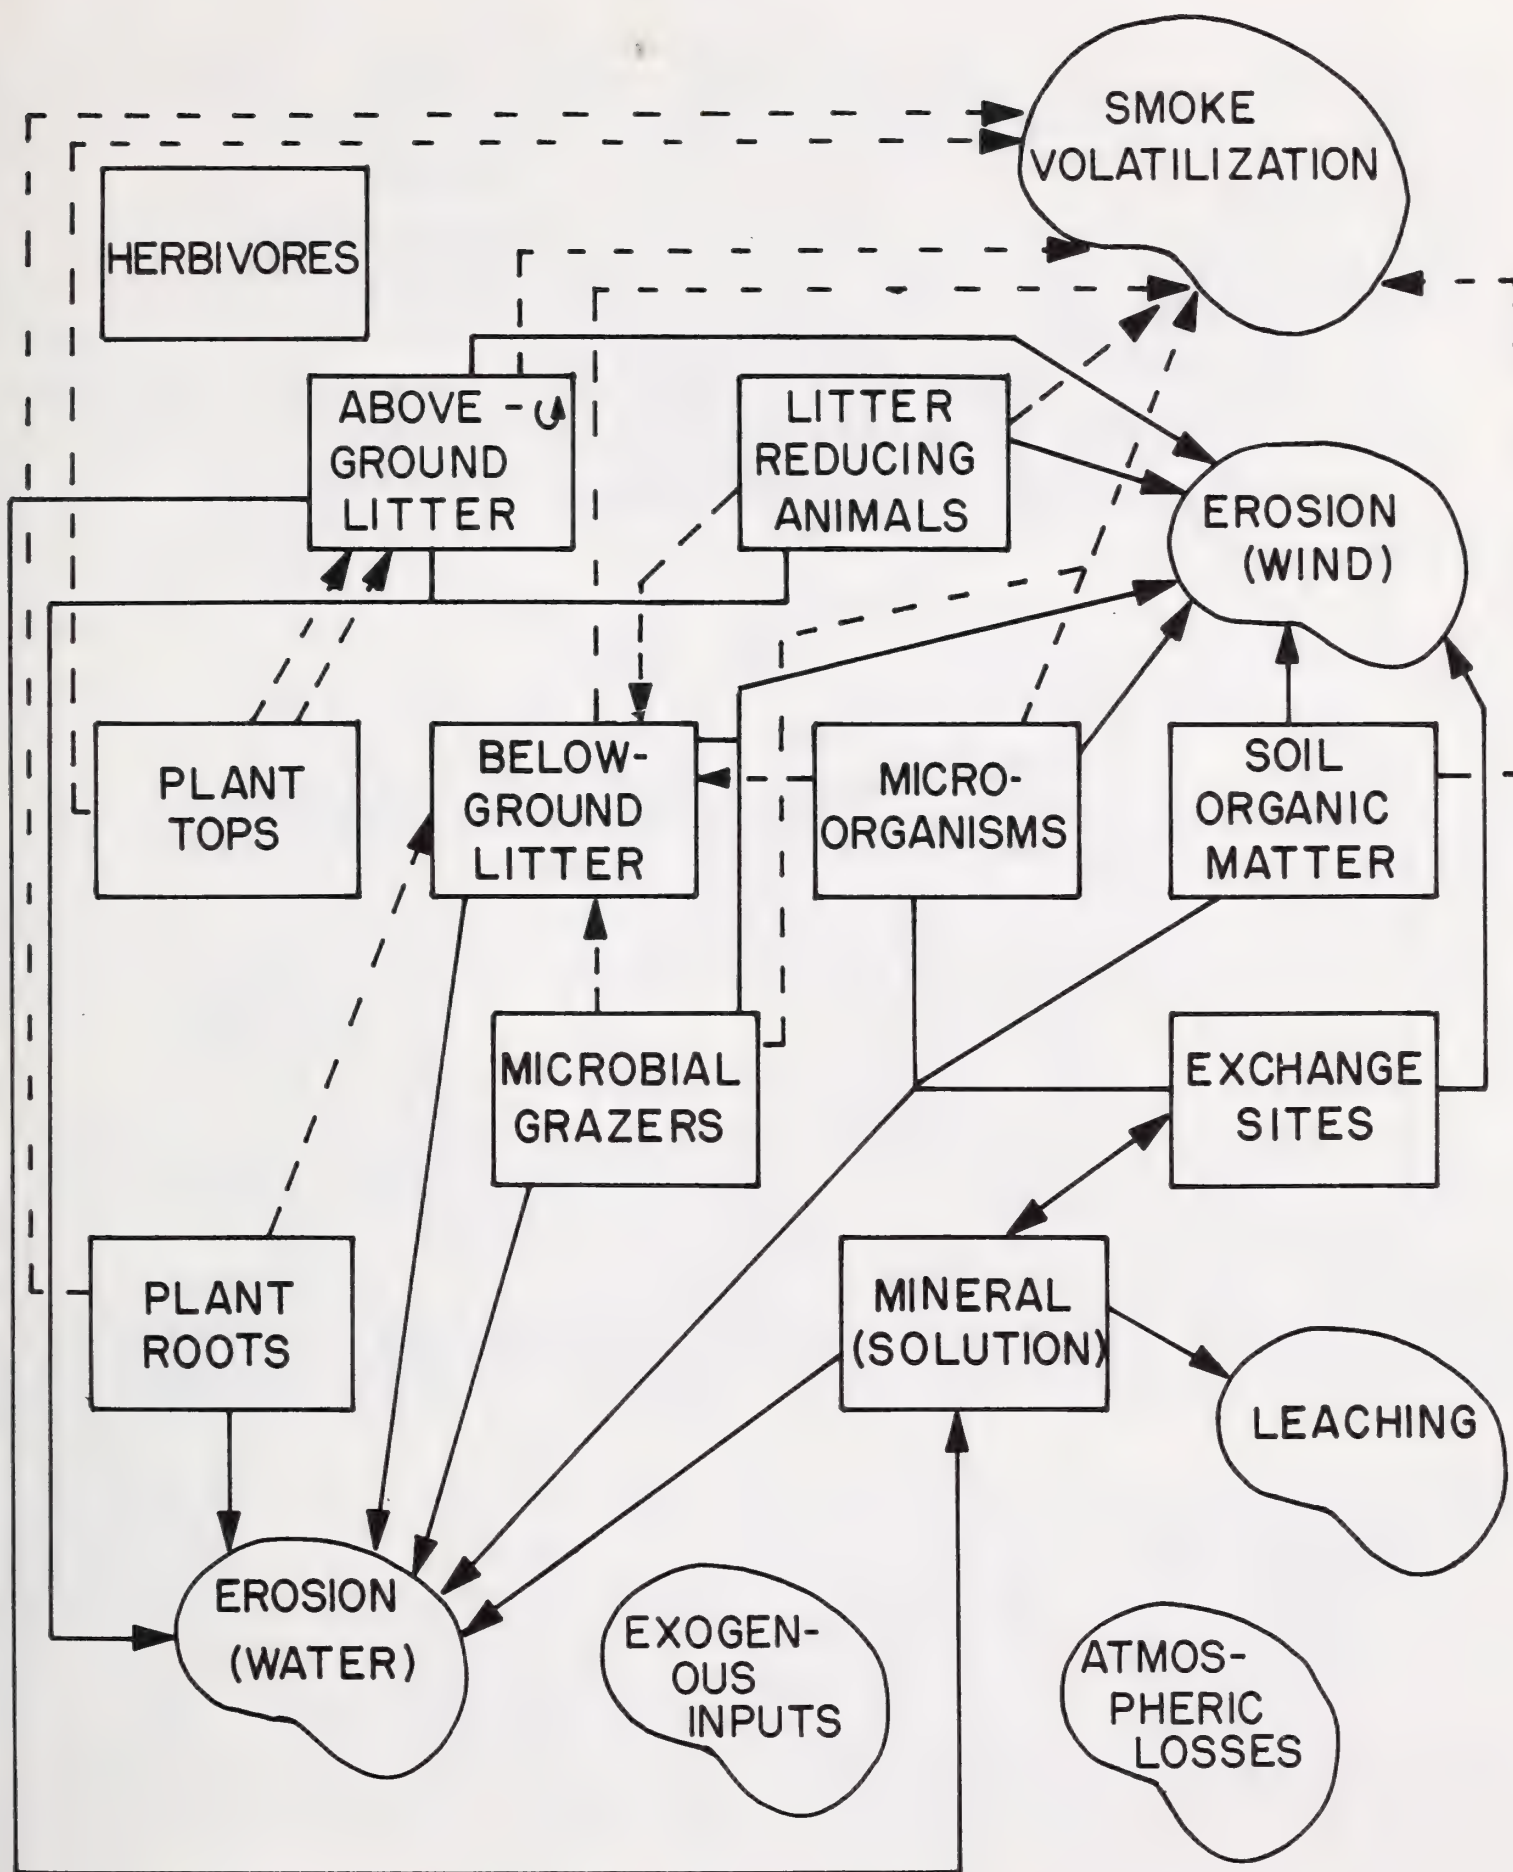 SMOKE
VOLATILIZATION
HERBIVORES
ABOVE -
GROUND
LITTER
LITTER
REDUCING
ANIMALS
EROSION
(WIND)
PLANT
TOPS
BELOW-
GROUND
LITTER
MICRO-
ORGANISMS
SOIL
ORGANIC
MATTER
MICROBIAL
GRAZERS
EXCHANGE
SITES
PLANT
ROOTS
MINERAL
(SOLUTION)
LEACHING
EROSION
(WATER)
EXOGEN-
OUS
INPUTS
ATMOS-
PHERIC
LOSSES